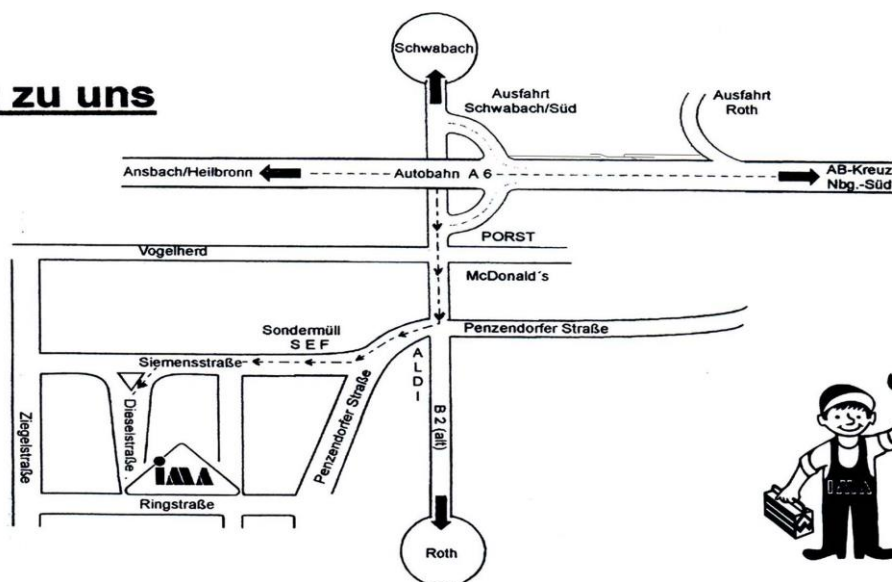 zu uns
Schwabach
Ausfahrt
Schwabach/Süd
Ausfahrt
Roth
Ansbach/Heilbronn
Autobahn A 6
AB-Kreuz
Nbg.-Süd
PORST
Vogelherd
McDonald´s
Sondermüll
S E F
Penzendorfer Straße
Siemensstraße
ALDI
Penzendorfer Straße
B 2 (alt)
Dieselstraße
Ziegelstraße
iMA
IMA
Ringstraße
Roth